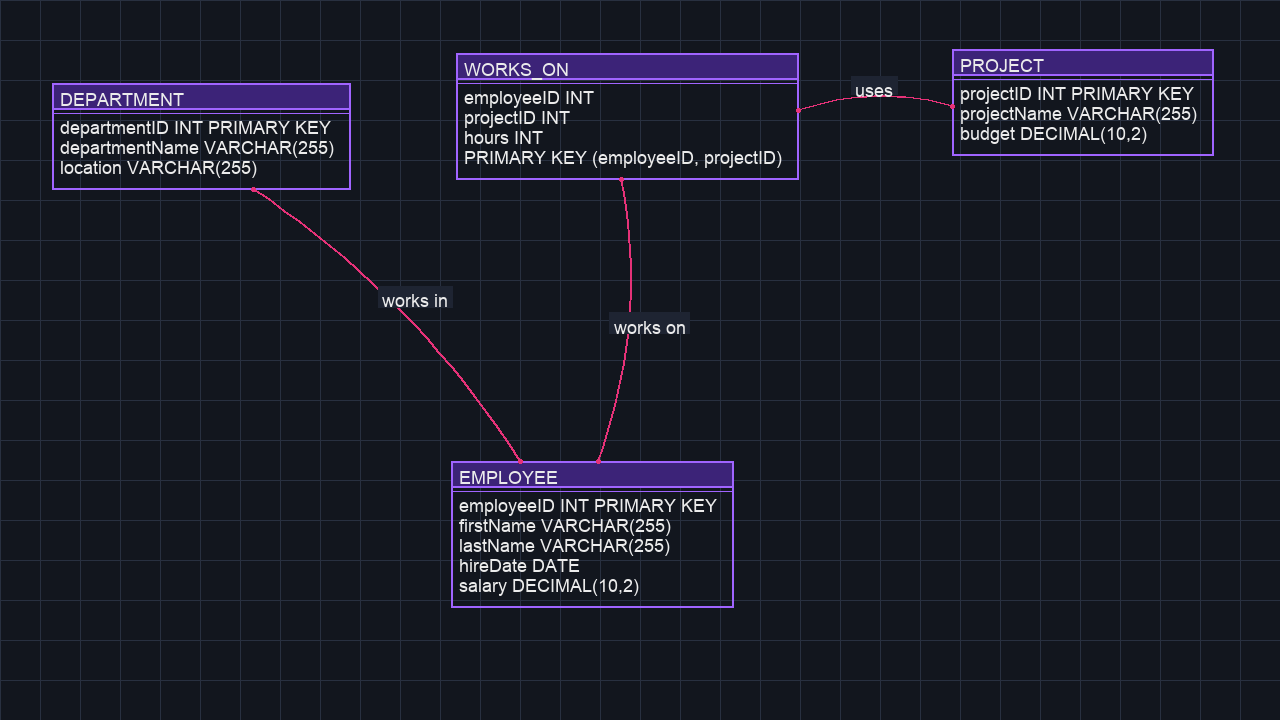 DEPARTMENT
departmentID INT PRIMARY KEY
departmentName VARCHAR(255)
location VARCHAR(255)
WORKS_ON
employeeID INT
projectID INT
hours INT
PRIMARY KEY (employeeID, projectID)
uses
PROJECT
projectID INT PRIMARY KEY
projectName VARCHAR(255)
budget DECIMAL(10,2)
works in
works on
EMPLOYEE
employeeID INT PRIMARY KEY
firstName VARCHAR(255)
lastName VARCHAR(255)
hireDate DATE
salary DECIMAL(10,2)